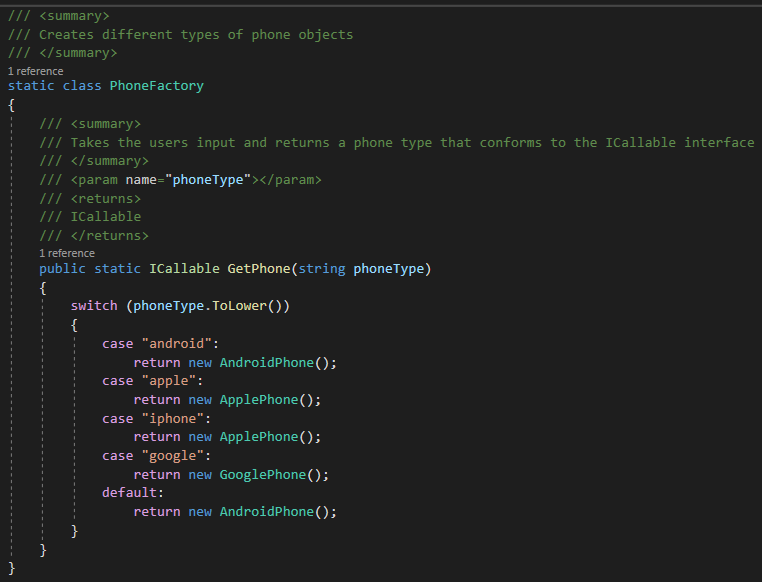 /// <summary>
/// Creates different types of phone objects
/// </summary>
1 reference
static class PhoneFactory
{
/// <summary>
/// Takes the users input and returns a phone type that conforms to the ICallable interface
/// </summary>
/// <param name="phoneType"></param>
/// <returns>
/// ICallable
/// </returns>
1 reference
public static ICallable GetPhone(string phoneType)
{
switch (phoneType.ToLower())
{
case "android":
return new AndroidPhone();
case "apple":
return new ApplePhone();
case "iphone":
return new ApplePhone();
case "google":
return new GooglePhone();
default:
return new AndroidPhone();
}
}
}